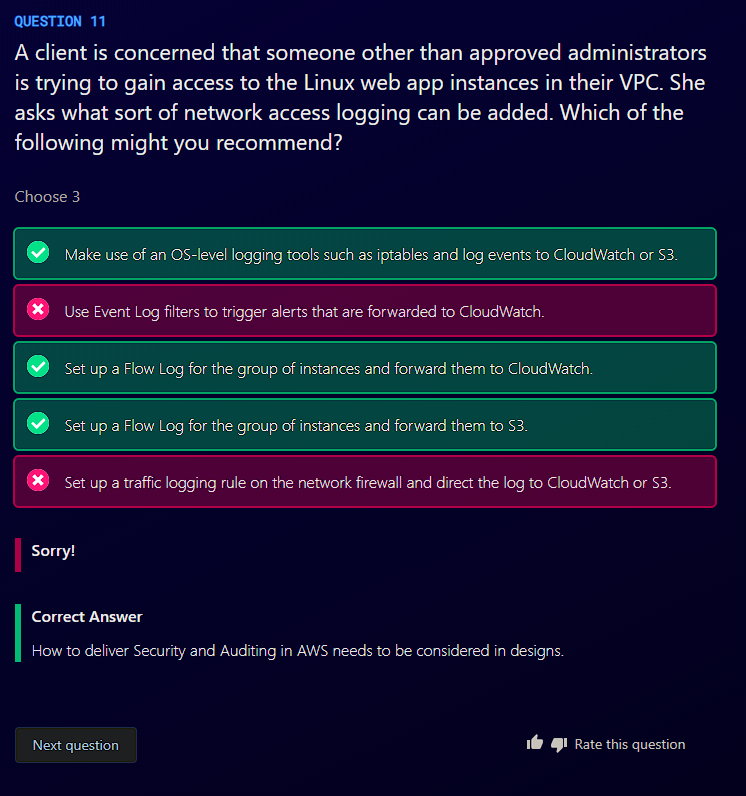 QUESTION 11
A client is concerned that someone other than approved administrators
is trying to gain access to the Linux web app instances in their VPC. She
asks what sort of network access logging can be added. Which of the
following might you recommend?
Choose 3
Make use of an OS-level logging tools such as iptables and log events to CloudWatch or S3.
Use Event Log filters to trigger alerts that are forwarded to CloudWatch.
Set up a Flow Log for the group of instances and forward them to CloudWatch.
Set up a Flow Log for the group of instances and forward them to S3.
Set up a traffic logging rule on the network firewall and direct the log to CloudWatch or S3.
Sorry!
Correct Answer
How to deliver Security and Auditing in AWS needs to be considered in designs.
Next question
Rate this question